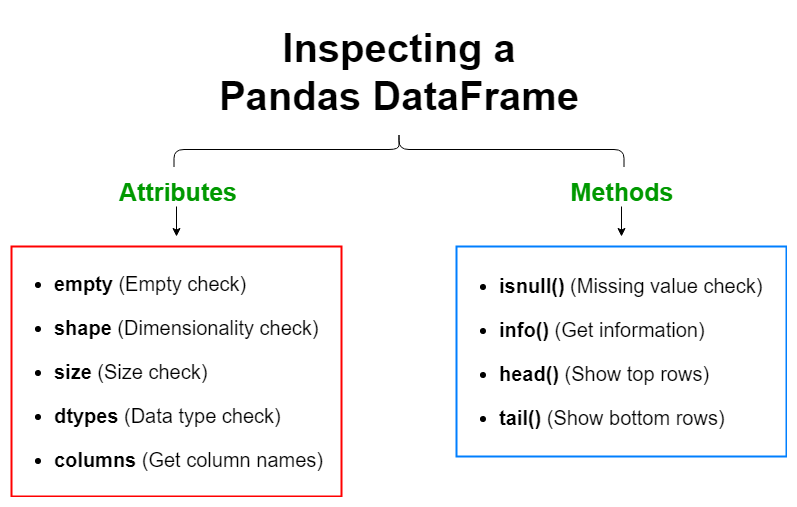 Inspecting a
Pandas DataFrame
Attributes
• empty (Empty check)
• shape (Dimensionality check)
• size (Size check)
• dtypes (Data type check)
• columns (Get column names)
Methods
• isnull() (Missing value check)
• info() (Get information)
• head() (Show top rows)
• tail() (Show bottom rows)